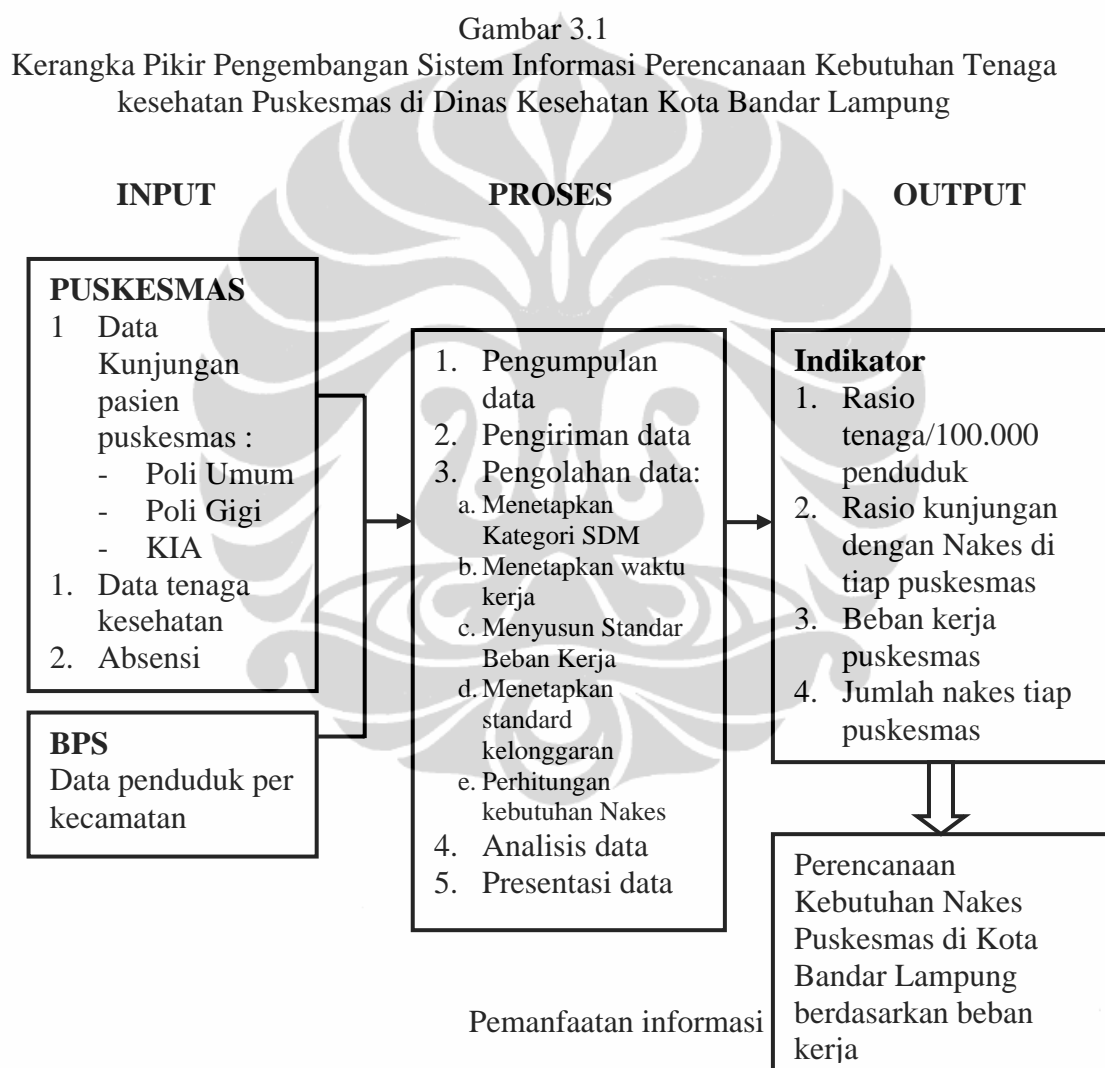 Gambar 3.1
Kerangka Pikir Pengembangan Sistem Informasi Perencanaan Kebutuhan Tenaga
kesehatan Puskesmas di Dinas Kesehatan Kota Bandar Lampung
INPUT
PROSES
OUTPUT
PUSKESMAS
1 Data
Kunjungan
pasien
puskesmas :
- Poli Umum
- Poli Gigi
- KIA
1. Data tenaga
kesehatan
2. Absensi
BPS
Data penduduk per
kecamatan
1. Pengumpulan
data
2. Pengiriman data
3. Pengolahan data:
a. Menetapkan
Kategori SDM
b. Menetapkan waktu
kerja
c. Menyusun Standar
Beban Kerja
d. Menetapkan
standard
kelonggaran
e. Perhitungan
kebutuhan Nakes
4. Analisis data
5. Presentasi data
Indikator
1. Rasio
tenaga/100.000
penduduk
2. Rasio kunjungan
dengan Nakes di
tiap puskesmas
3. Beban kerja
puskesmas
4. Jumlah nakes tiap
puskesmas
Pemanfaatan informasi
Perencanaan
Kebutuhan Nakes
Puskesmas di Kota
Bandar Lampung
berdasarkan beban
kerja